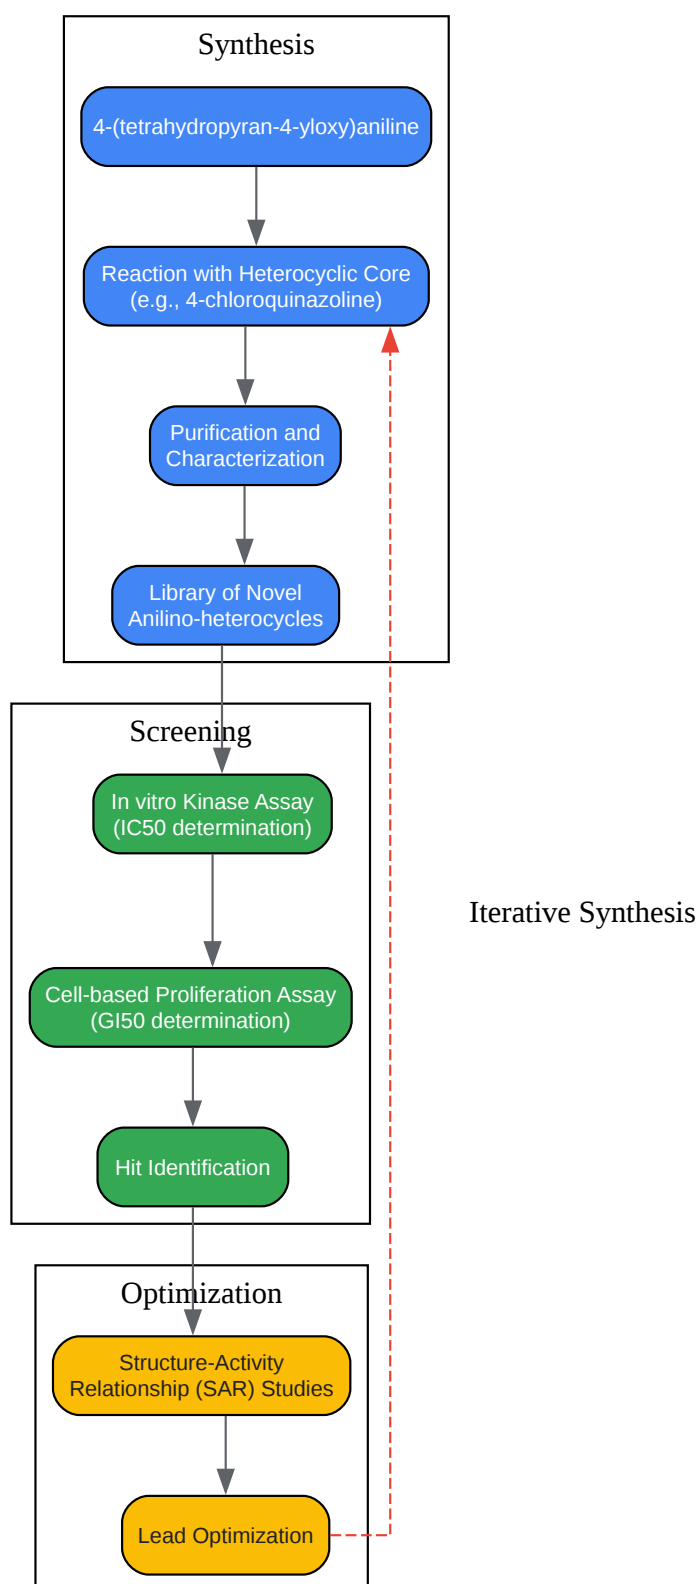 Synthesis
4-(tetrahydropyran-4-yloxy)aniline
Reaction with Heterocyclic Core
(e.g., 4-chloroquinazoline)
Purification and
Characterization
Library of Novel
Anilino-heterocycles
Screening
In vitro Kinase Assay
(IC50 determination)
Iterative Synthesis
Cell-based Proliferation Assay
(GI50 determination)
Hit Identification
Optimization
Structure-Activity
Relationship (SAR) Studies
Lead Optimization